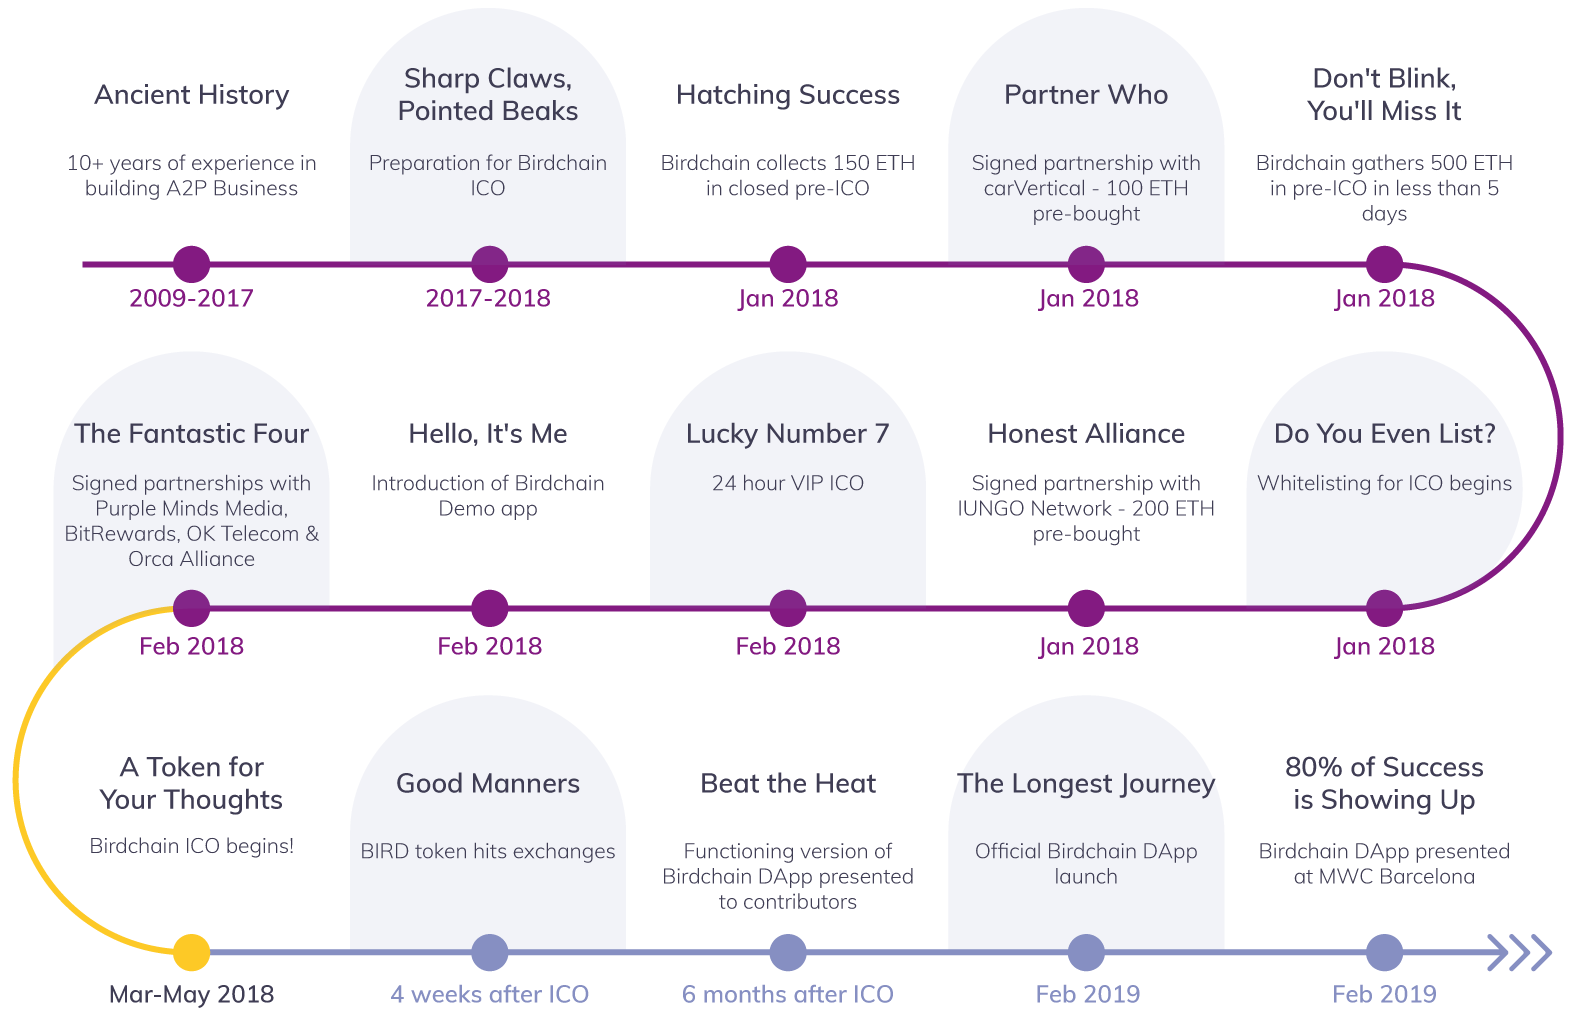 Ancient History
10+ years of experience in
building A2P Business
2009-2017
Sharp Claws,
Pointed Beaks
Preparation for Birdchain
ICO
2017-2018
Hatching Success
Birdchain collects 150 ETH
in closed pre-ICO
Jan 2018
Partner Who
Signed partnership with
carVertical - 100 ETH
pre-bought
Jan 2018
Don't Blink,
You'll Miss It
Birdchain gathers 500 ETH
in pre-ICO in less than 5
days
Jan 2018
Do You Even List?
Whitelisting for ICO begins
Jan 2018
Honest Alliance
Signed partnership with
IUNGO Network - 200 ETH
pre-bought
Jan 2018
Lucky Number 7
24 hour VIP ICO
Feb 2018
Hello, It's Me
Introduction of Birdchain
Demo app
Feb 2018
The Fantastic Four
Signed partnerships with
Purple Minds Media,
BitRewards, OK Telecom &
Orca Alliance
Feb 2018
A Token for
Your Thoughts
Birdchain ICO begins!
Mar-May 2018
Good Manners
BIRD token hits exchanges
4 weeks after ICO
Beat the Heat
Functioning version of
Birdchain DApp presented
to contributors
6 months after ICO
The Longest Journey
Official Birdchain DApp
launch
Feb 2019
80% of Success
is Showing Up
Birdchain DApp presented
at MWC Barcelona
Feb 2019